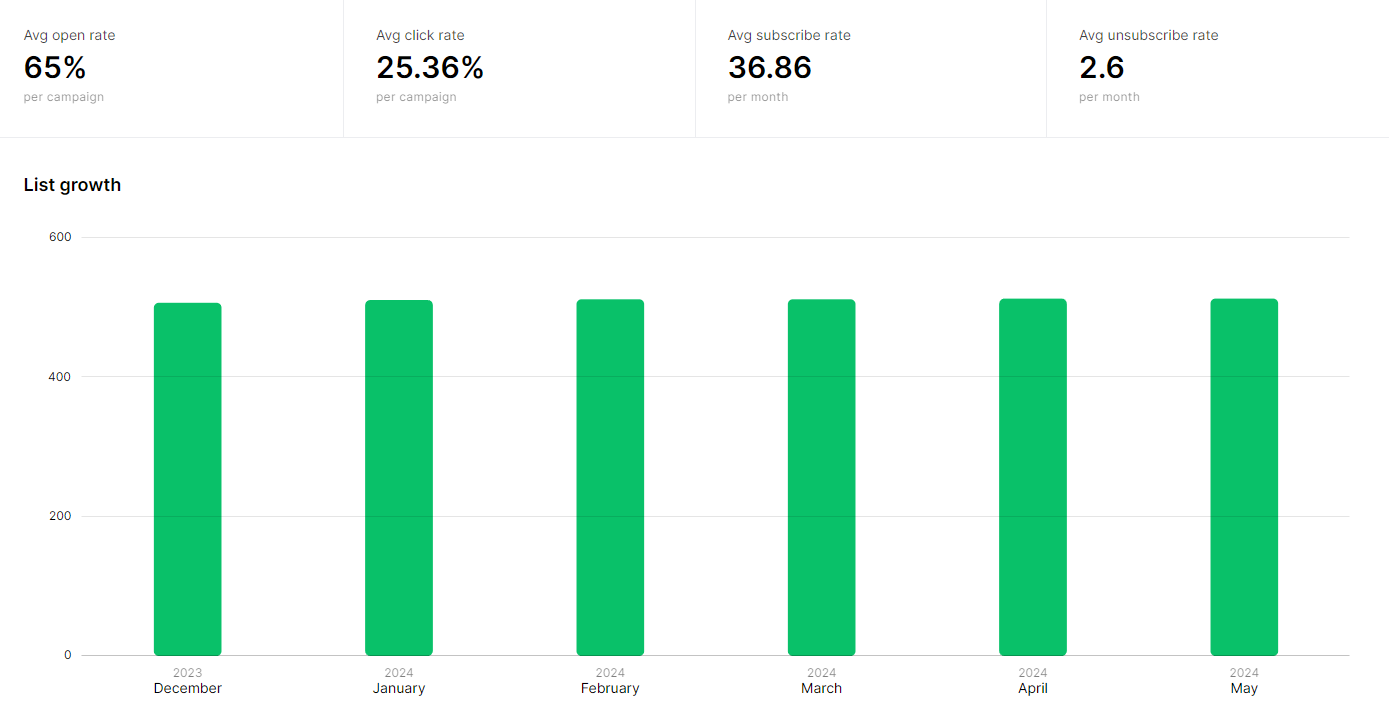 Avg open rate
65%
per campaign
Avg click rate
25.36%
per campaign
Avg subscribe rate
36.86
per month
Avg unsubscribe rate
2.6
per month
List growth
600
400
200
0
2023
December
2024
January
2024
February
2024
March
2024
April
2024
May